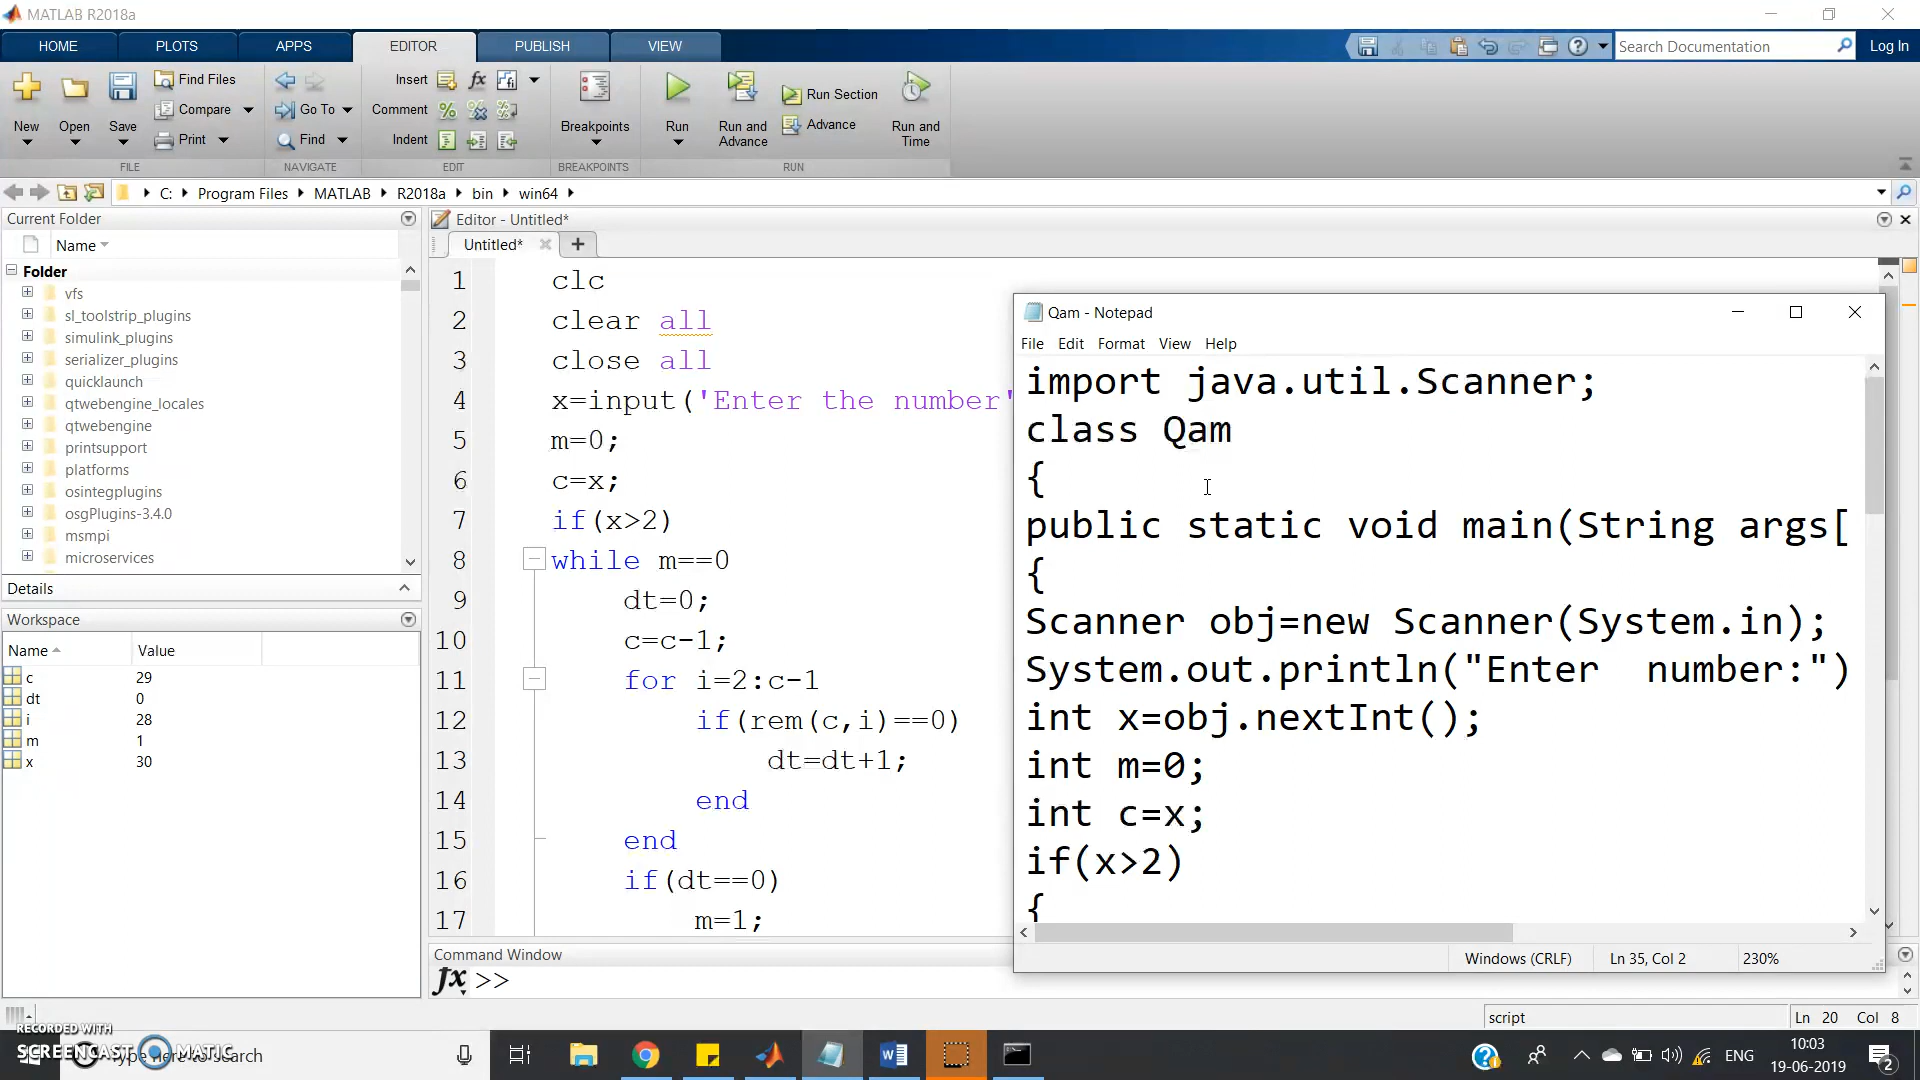 MATLAB R2018a
HOME PLOTS APPS EDITOR PUBLISH VIEW
Search Documentation Log In
New Open Save
Find Files
Compare
Print
FILE
Go To
Find
NAVIGATE
Insert fx
Comment
Indent
EDIT
Breakpoints
BREAKPOINTS
Run
Run and Advance
Run Section
Advance
Run and Time
RUN
C: Program Files MATLAB R2018a bin win64
Current Folder
Name
Folder
vfs
sl_toolstrip_plugins
simulink_plugins
serializer_plugins
quicklaunch
qtwebengine_locales
qtwebengine
printsupport
platforms
osintegplugins
osgPlugins-3.4.0
msmpi
microservices
Details
Workspace
Name Value
c 29
dt 0
i 28
m 1
x 30
Editor - Untitled*
Untitled*
1 clc
2 clear all
3 close all
4 x=input('Enter the number'
5 m=0;
6 c=x;
7 if(x>2)
8 while m==0
9 dt=0;
10 c=c-1;
11 for i=2:c-1
12 if(rem(c,i)==0)
13 dt=dt+1;
14 end
15 end
16 if(dt==0)
17 m=1;
Command Window
fx >>
Qam - Notepad
File Edit Format View Help
import java.util.Scanner;
class Qam
{
public static void main(String args[
{
Scanner obj=new Scanner(System.in);
System.out.println("Enter number:")
int x=obj.nextInt();
int m=0;
int c=x;
if(x>2)
{
Windows (CRLF) Ln 35, Col 2 230%
script Ln 20 Col 8
RECORDED WITH
SCREENCAST MATIC
Type here to search
ENG
10:03
19-06-2019
2